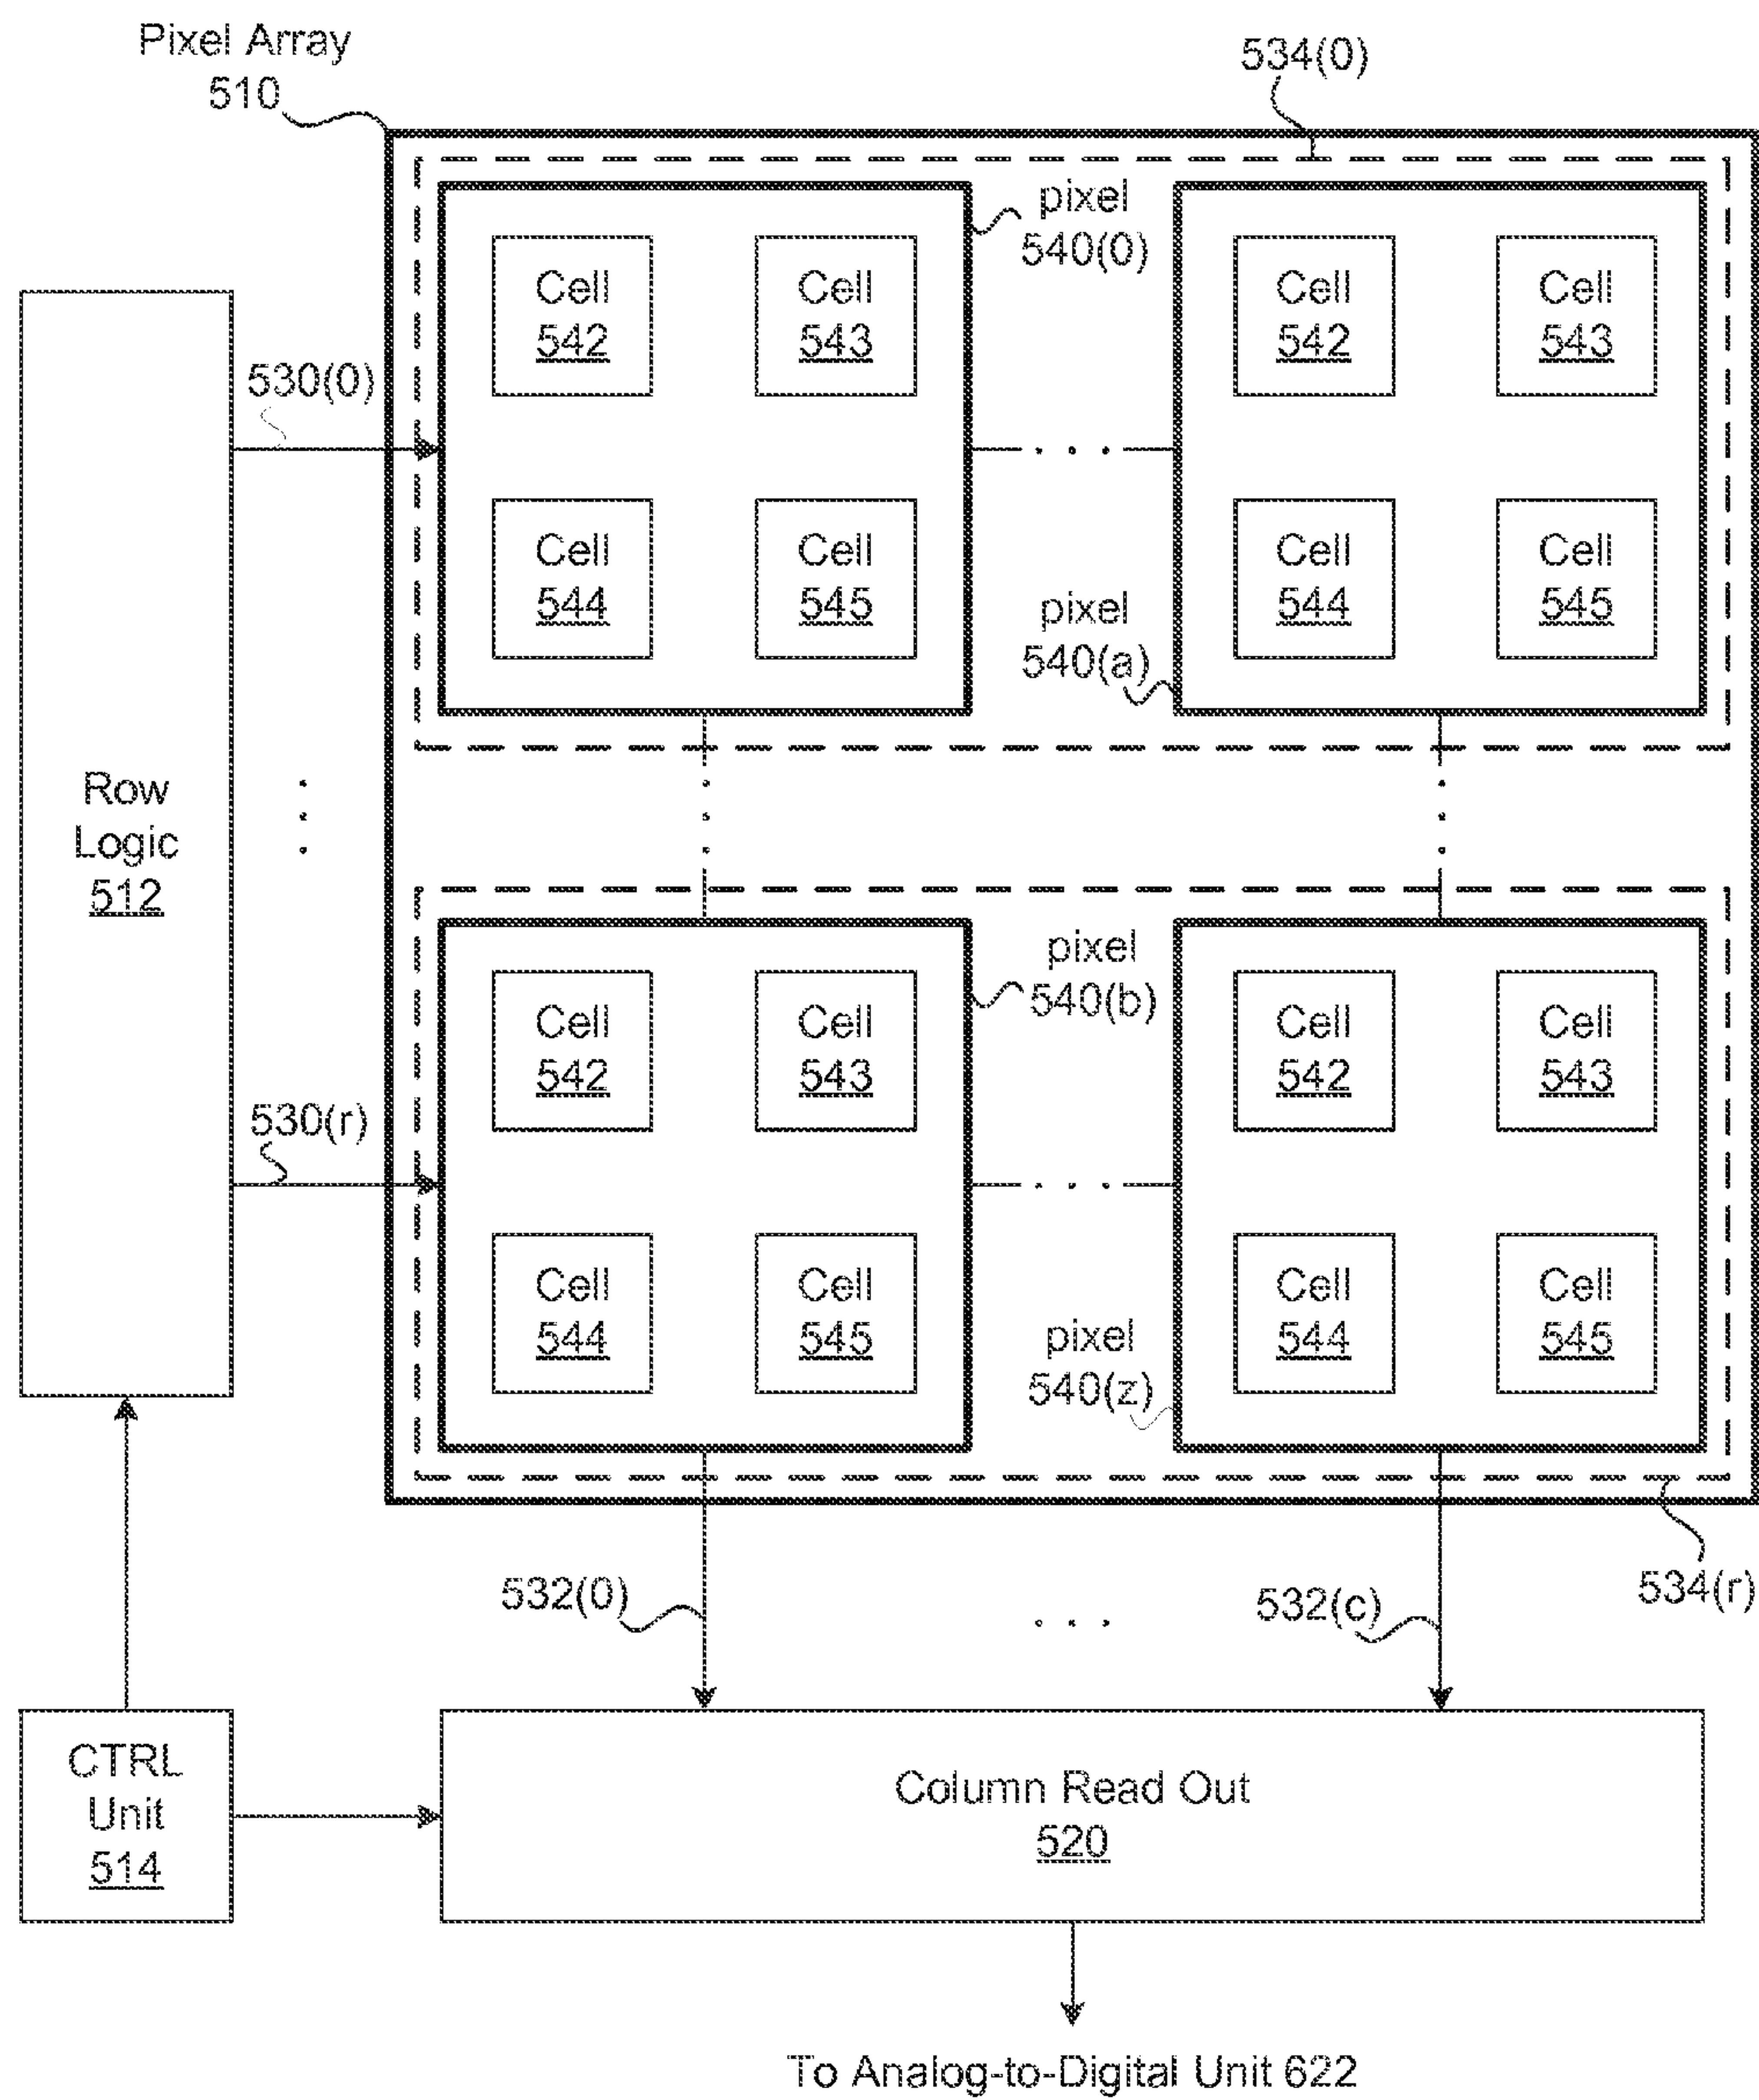 Pixel Array
510
534(0)
pixel
540(0)
Cell
542
Cell
543
Cell
542
Cell
543
530(0)
Cell
544
Cell
545
pixel
540(a)
Cell
544
Cell
545
Row
Logic
512
pixel
540(b)
Cell
542
Cell
543
Cell
542
Cell
543
530(r)
Cell
544
Cell
545
pixel
540(z)
Cell
544
Cell
545
532(0)
532(c)
534(r)
CTRL
Unit
514
Column Read Out
520
To Analog-to-Digital Unit 622